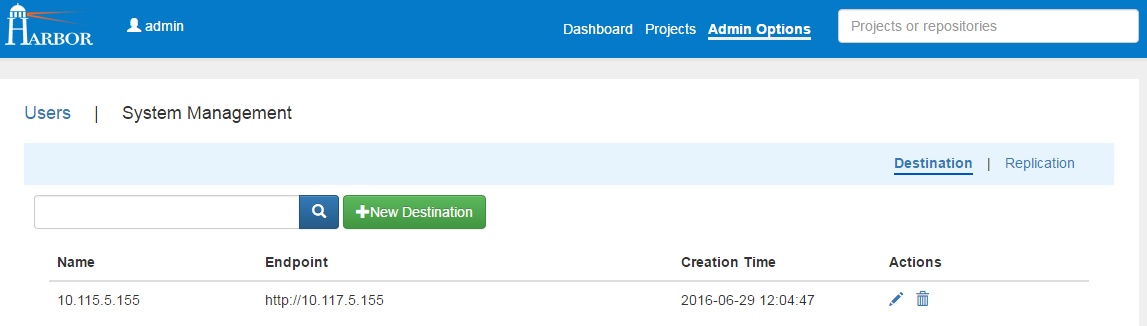 HARBOR admin Dashboard Projects Admin Options Projects or repositories
Users | System Management
Destination | Replication
+New Destination
Name Endpoint Creation Time Actions
10.115.5.155 http://10.117.5.155 2016-06-29 12:04:47